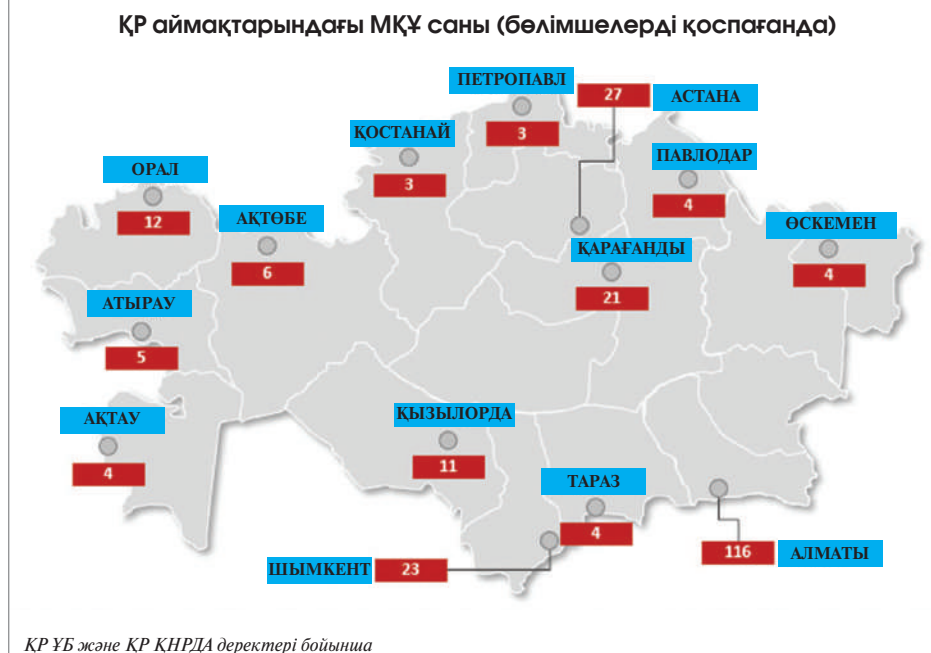 ҚР аймақтарындағы МҚҰ саны (бөлімшелерді қоспағанда)
ПЕТРОПАВЛ
3
27
АСТАНА
ҚОСТАНАЙ
3
ПАВЛОДАР
4
ОРАЛ
12
АҚТӨБЕ
6
ӨСКЕМЕН
4
ҚАРАҒАНДЫ
21
АТЫРАУ
5
АҚТАУ
4
ҚЫЗЫЛОРДА
11
ТАРАЗ
4
116
АЛМАТЫ
ШЫМКЕНТ
23
ҚР ҰБ және ҚР ҚНРДА деректері бойынша